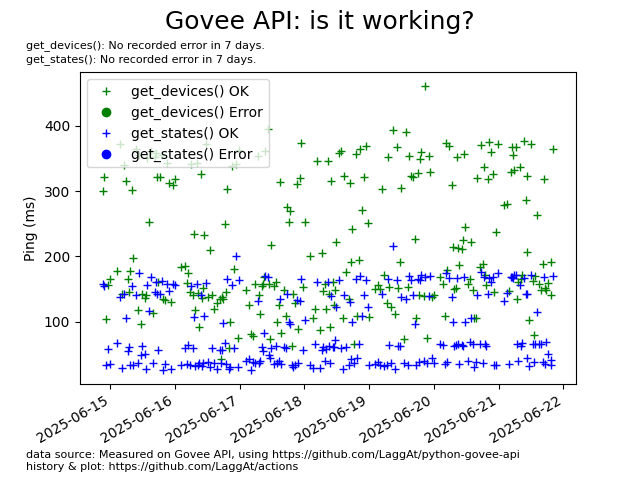 Govee API: is it working?
get_devices(): No recorded error in 7 days.
get_states(): No recorded error in 7 days.
get_devices() OK
get_devices() Error
get_states() OK
get_states() Error
400
300
200
100
Ping (ms)
2025-06-15
2025-06-16
2025-06-17
2025-06-18
2025-06-19
2025-06-20
2025-06-21
2025-06-22
data source: Measured on Govee API, using https://github.com/LaggAt/python-govee-api
history & plot: https://github.com/LaggAt/actions